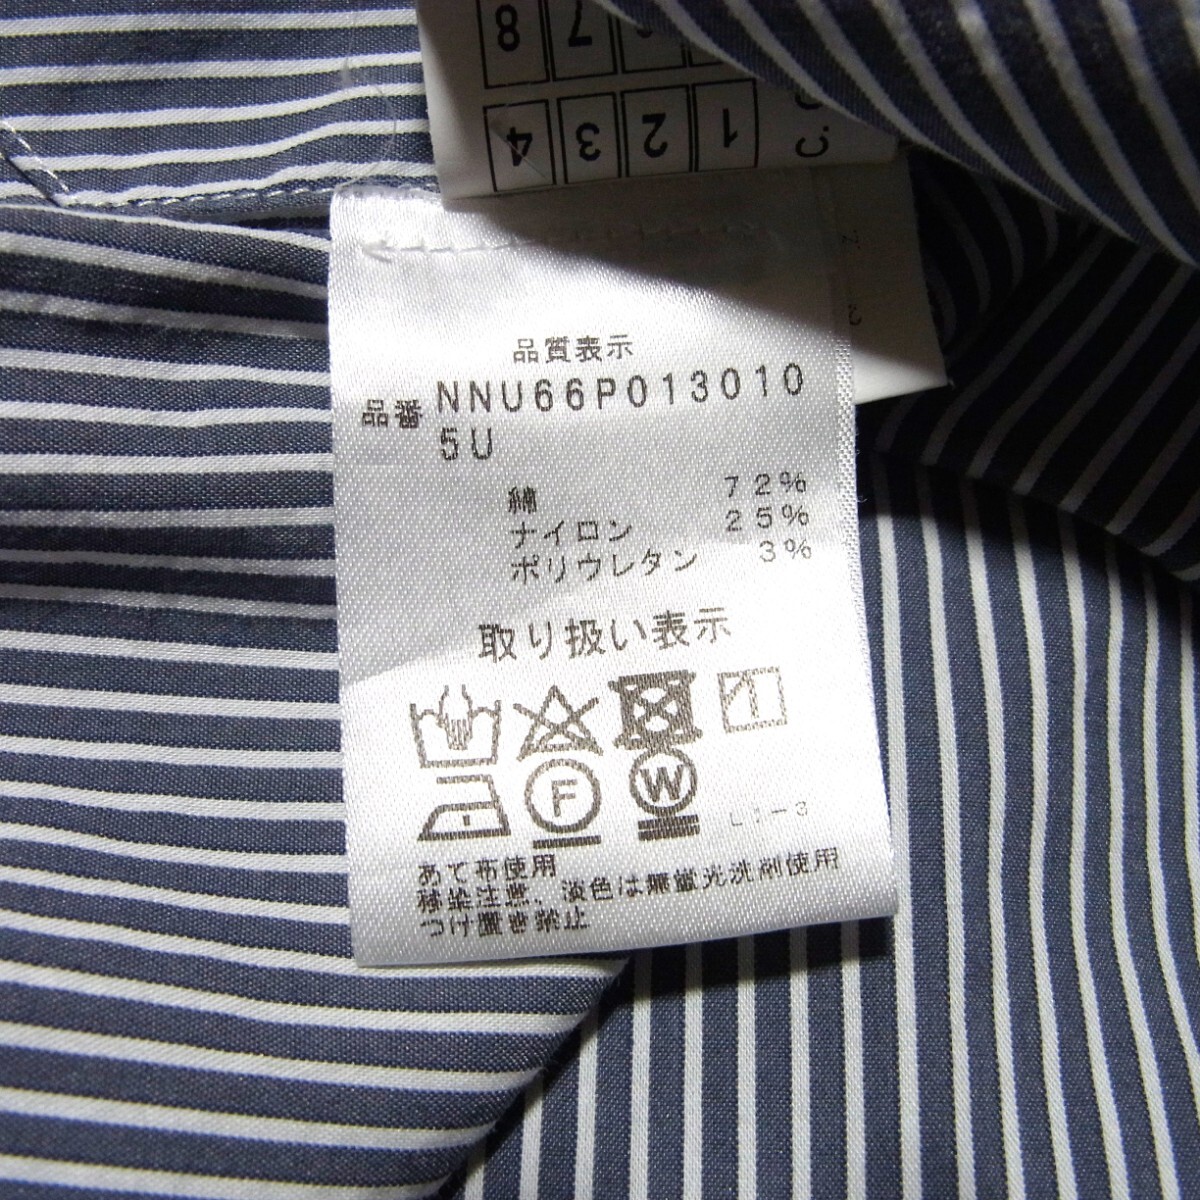 8 7
4 3 2 1 C.
品質表示
品番 NNU66P013010
5U
綿 72%
ナイロン 25%
ポリウレタン 3%
取り扱い表示
F W
L1-3
あて布使用
移染注意、淡色は無蛍光洗剤使用
つけ置き禁止